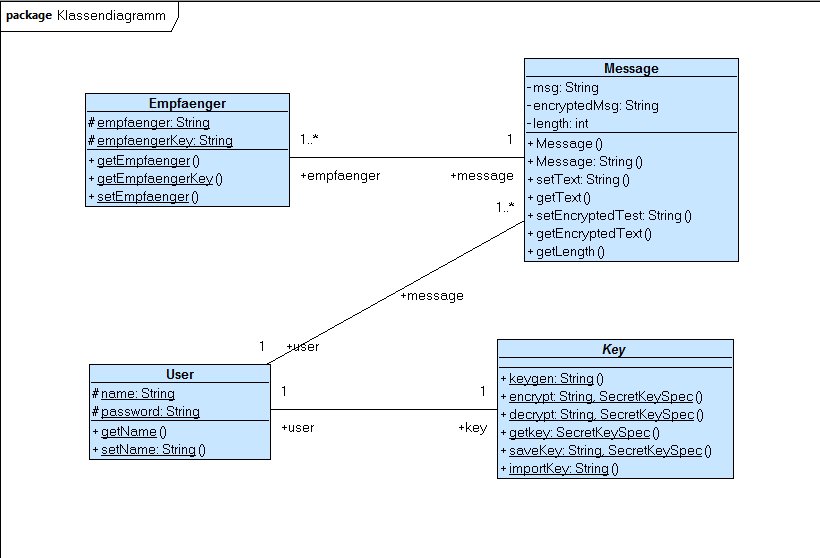 package Klassendiagramm
Empfaenger
# empfaenger: String
# empfaengerKey: String
+ getEmpfaenger()
+ getEmpfaengerKey()
+ setEmpfaenger()
1..*
+empfaenger
1
+message
Message
- msg: String
- encryptedMsg: String
- length: int
+ Message()
+ Message: String()
+ setText: String()
+ getText()
+ setEncryptedTest: String()
+ getEncryptedText()
+ getLength()
1..*
+message
1
+user
User
# name: String
# password: String
+ getName()
+ setName: String()
1
+user
1
+key
Key
+ keygen: String()
+ encrypt: String, SecretKeySpec()
+ decrypt: String, SecretKeySpec()
+ getkey: SecretKeySpec()
+ saveKey: String, SecretKeySpec()
+ importKey: String()